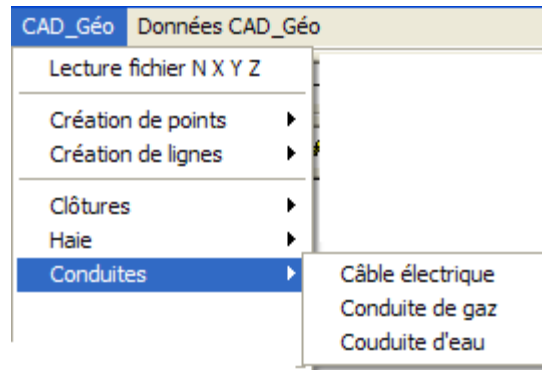 CAD_Géo Données CAD_Géo
Lecture fichier N X Y Z
Création de points
Création de lignes
Clôtures
Haie
Conduites
Câble électrique
Conduite de gaz
Couduite d'eau